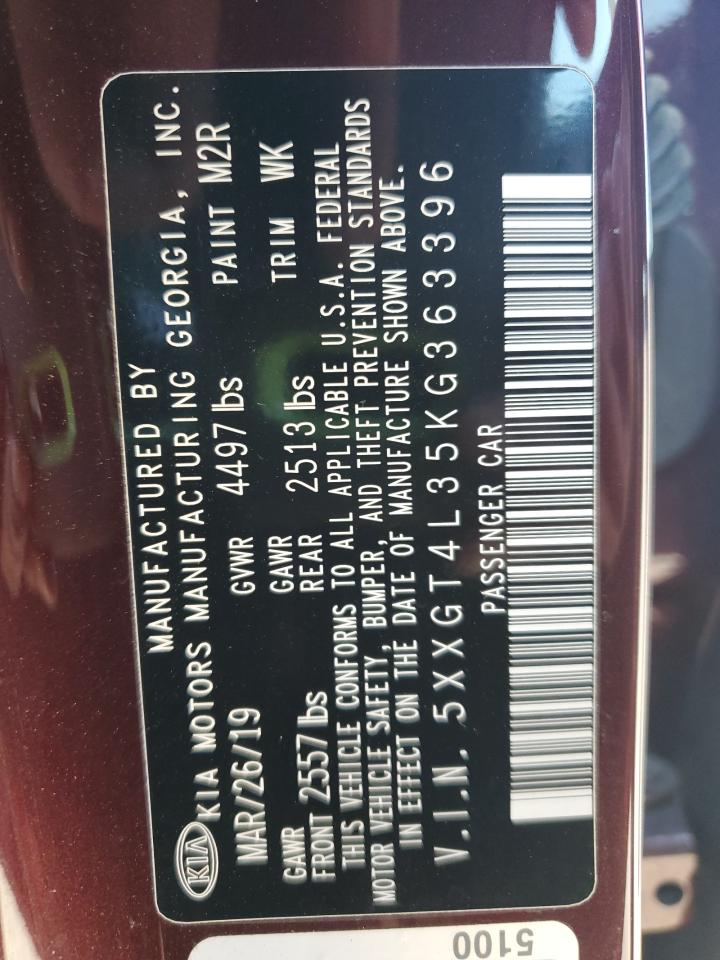 MANUFACTURED BY
KIA KIA MOTORS MANUFACTURING GEORGIA, INC.
MAR/26/19 GVWR 4497 lbs PAINT M2R
GAWR GAWR TRIM WK
FRONT 2557 lbs REAR 2513 lbs
THIS VEHICLE CONFORMS TO ALL APPLICABLE U.S.A. FEDERAL
MOTOR VEHICLE SAFETY, BUMPER, AND THEFT PREVENTION STANDARDS
IN EFFECT ON THE DATE OF MANUFACTURE SHOWN ABOVE.
V.I.N. 5XXGT4L35KG363396
PASSENGER CAR
5100